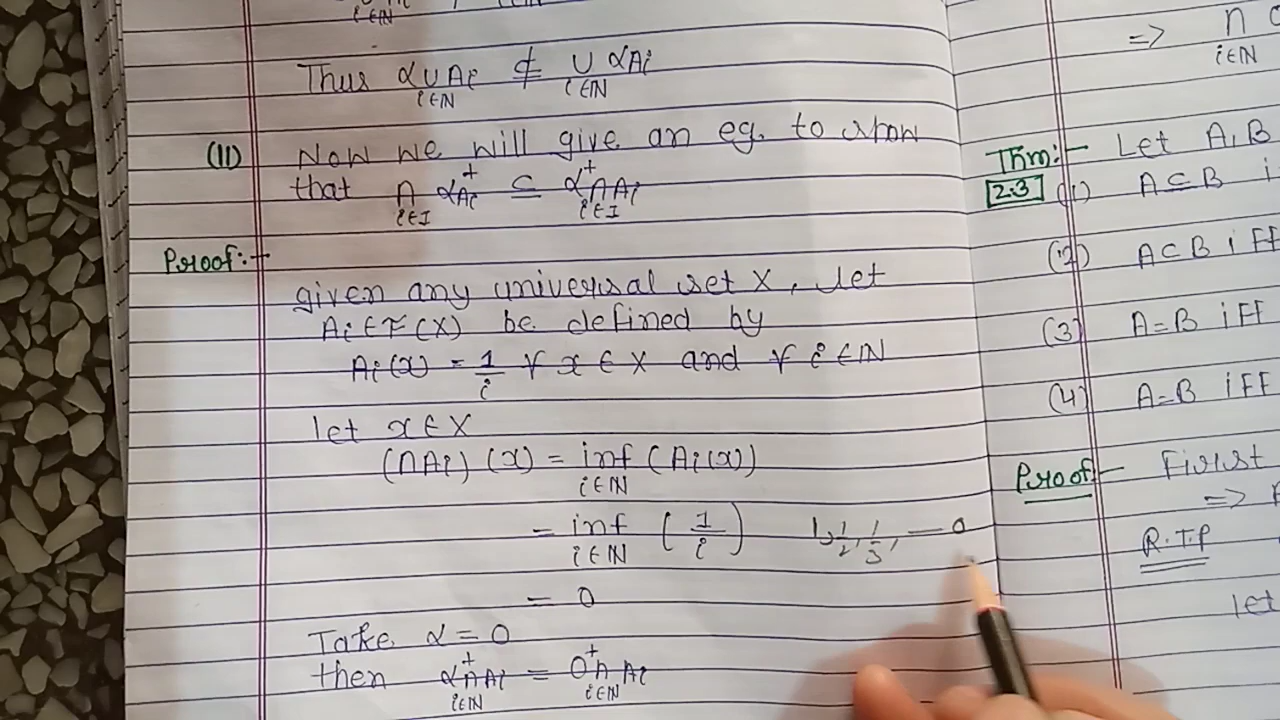 i∈N
Thus α∪Ai ⊄ ∪ αAi
i∈N i∈N
(II) Now we will give an eg. to show
that ∩ α⁺Ai ⊆ α⁺∩Ai
i∈I i∈I
Proof:-
given any universal set X, let
Ai ∈ F(X) be defined by
Ai(x) = 1/i ∀ x ∈ X and ∀ i ∈ N
let x ∈ X
(∩Ai)(x) = inf (Ai(x))
i∈N
= inf (1/i) 1, 1/2, 1/3, — 0
i∈N
= 0
Take α = 0
then α⁺∩Ai = 0⁺∩Ai
i∈N i∈N
=> ∩
i∈N
Thm:- Let A, B
2.3 (1) A⊆B i
(2) A⊂B iFF
(3) A=B iFF
(4) A=B iFF
Proof:- First
=>
R.T.P
let